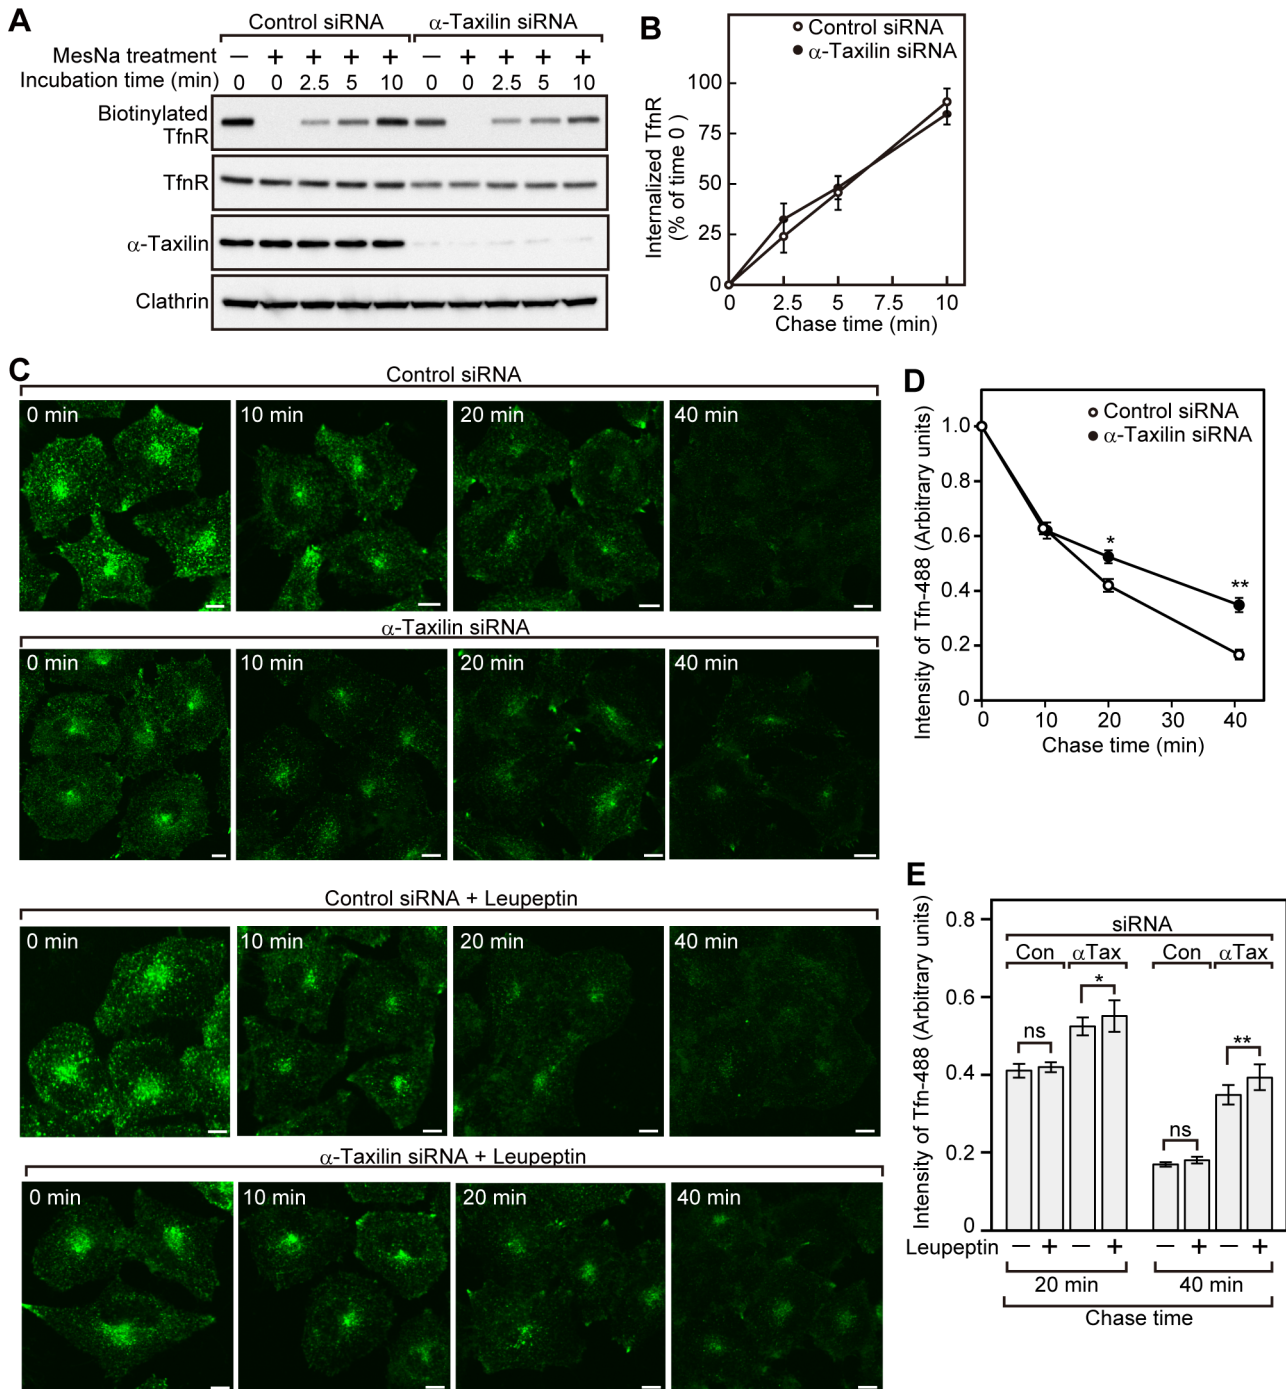 A
Control siRNA α-Taxilin siRNA
MesNa treatment — + + + + — + + + +
Incubation time (min) 0 0 2.5 5 10 0 0 2.5 5 10
Biotinylated
TfnR
TfnR
α-Taxilin
Clathrin
B
Control siRNA
α-Taxilin siRNA
Internalized TfnR
(% of time 0 )
100
75
50
25
0
0 2.5 5 7.5 10
Chase time (min)
C
Control siRNA
0 min 10 min 20 min 40 min
α-Taxilin siRNA
0 min 10 min 20 min 40 min
Control siRNA + Leupeptin
0 min 10 min 20 min 40 min
α-Taxilin siRNA + Leupeptin
0 min 10 min 20 min 40 min
D
Control siRNA
α-Taxilin siRNA
Intensity of Tfn-488 (Arbitrary units)
1.0
0.8
0.6
0.4
0.2
0
*
**
0 10 20 30 40
Chase time (min)
E
Intensity of Tfn-488 (Arbitrary units)
0.8
0.6
0.4
0.2
0
siRNA
Con αTax Con αTax
ns * ns **
Leupeptin — + — + — + — +
20 min 40 min
Chase time